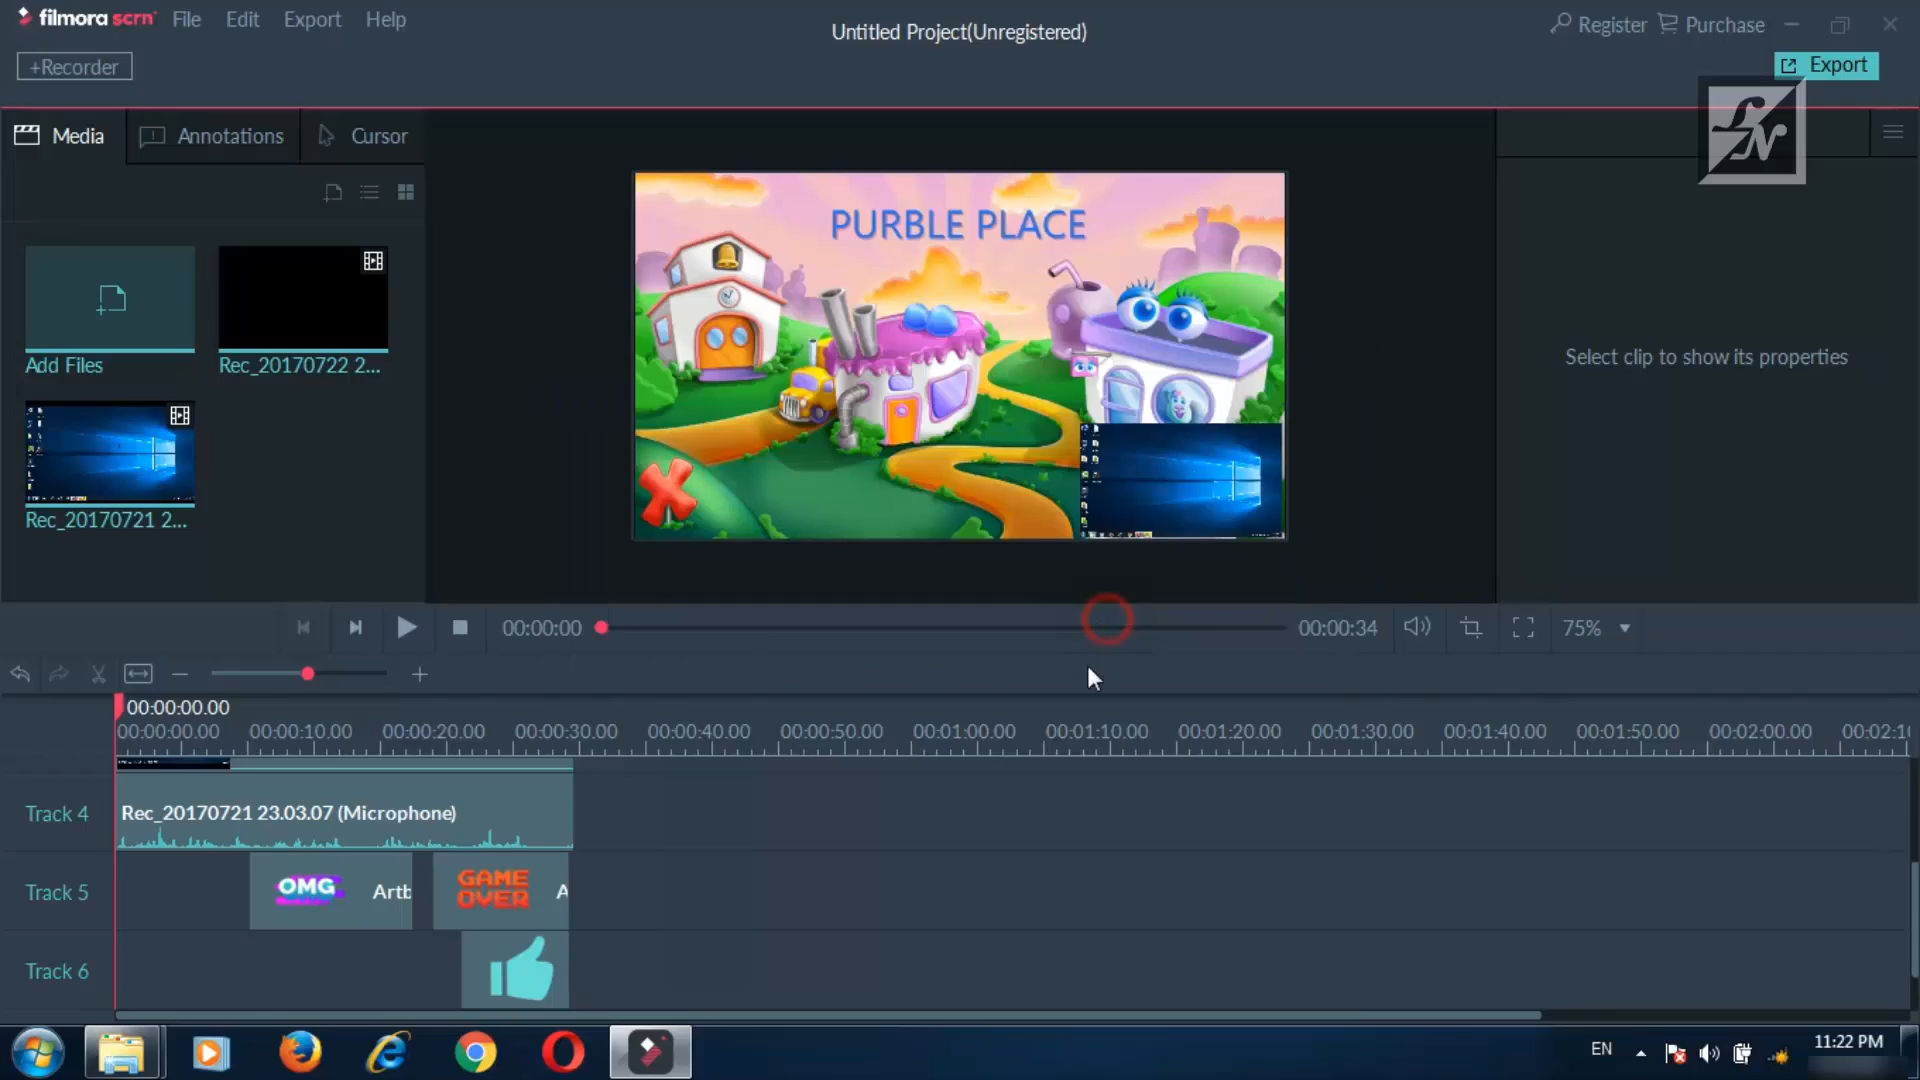 filmora scrn File Edit Export Help
Untitled Project(Unregistered)
Register Purchase
+Recorder
Export
Media Annotations Cursor
PURBLE PLACE
Add Files
Rec_20170722 2...
Rec_20170721 2...
Select clip to show its properties
00:00:00 00:00:34 75%
00:00:00.00
00:00:00.00 00:00:10.00 00:00:20.00 00:00:30.00 00:00:40.00 00:00:50.00 00:01:00.00 00:01:10.00 00:01:20.00 00:01:30.00 00:01:40.00 00:01:50.00 00:02:00.00 00:02:1
Track 4 Rec_20170721 23.03.07 (Microphone)
Track 5 OMG Artb GAME OVER A
Track 6
EN 11:22 PM